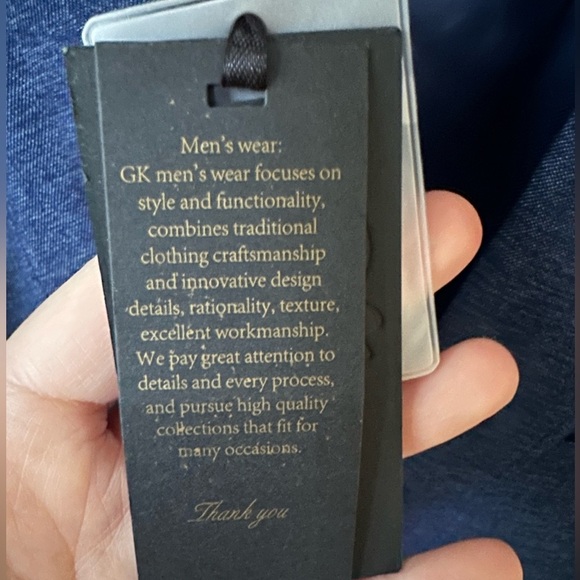 Men's wear:
GK men's wear focuses on
style and functionality,
combines traditional
clothing craftsmanship
and innovative design
details, rationality, texture,
excellent workmanship.
We pay great attention to
details and every process,
and pursue high quality
collections that fit for
many occasions.
Thank you